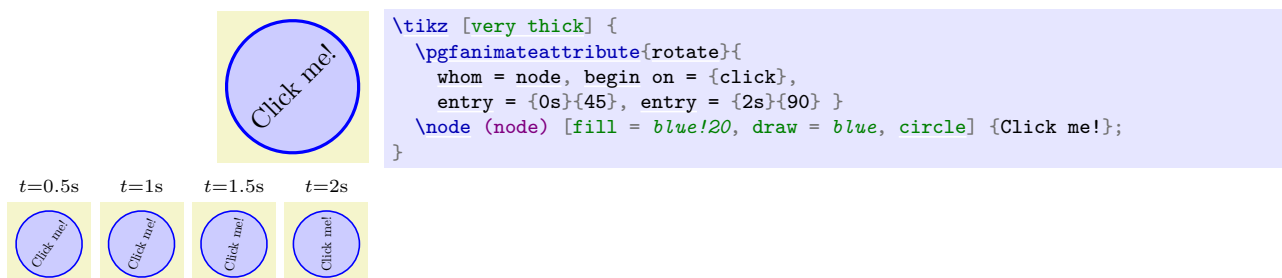 Click me!
\tikz [very thick] {
\pgfanimateattribute{rotate}{
whom = node, begin on = {click},
entry = {0s}{45}, entry = {2s}{90} }
\node (node) [fill = blue!20, draw = blue, circle] {Click me!};
}
t=0.5s t=1s t=1.5s t=2s
Click me! Click me! Click me! Click me!